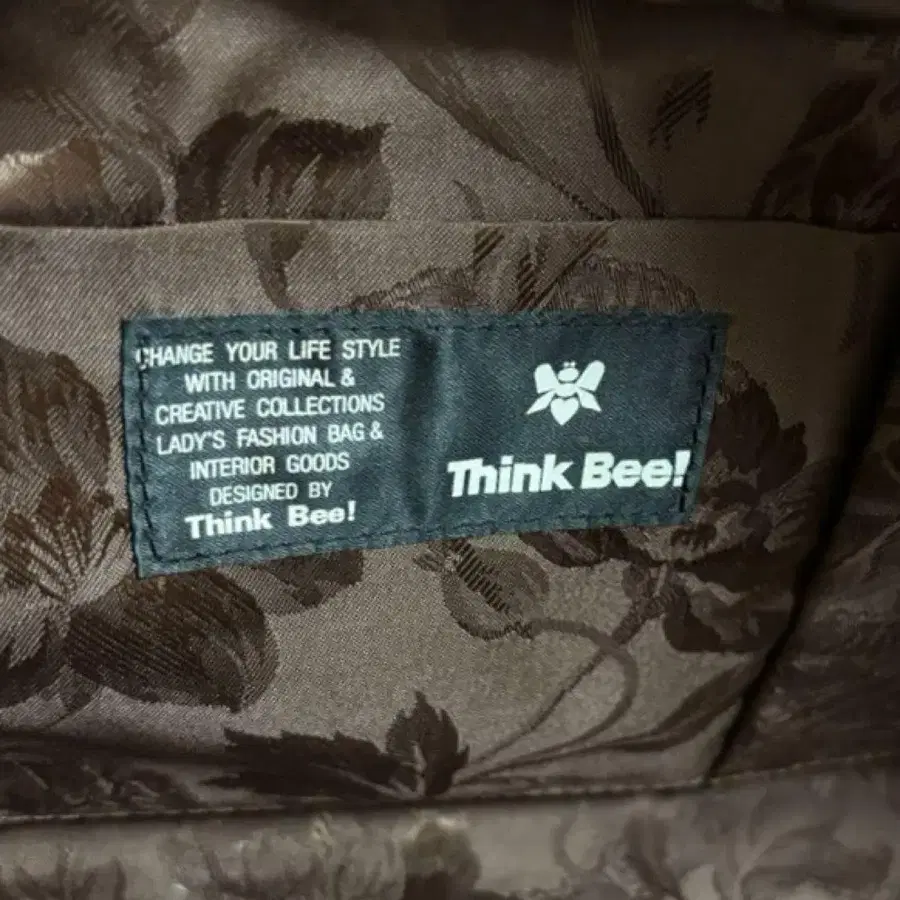 CHANGE YOUR LIFE STYLE
WITH ORIGINAL &
CREATIVE COLLECTIONS
LADY'S FASHION BAG &
INTERIOR GOODS
DESIGNED BY
Think Bee!
Think Bee!